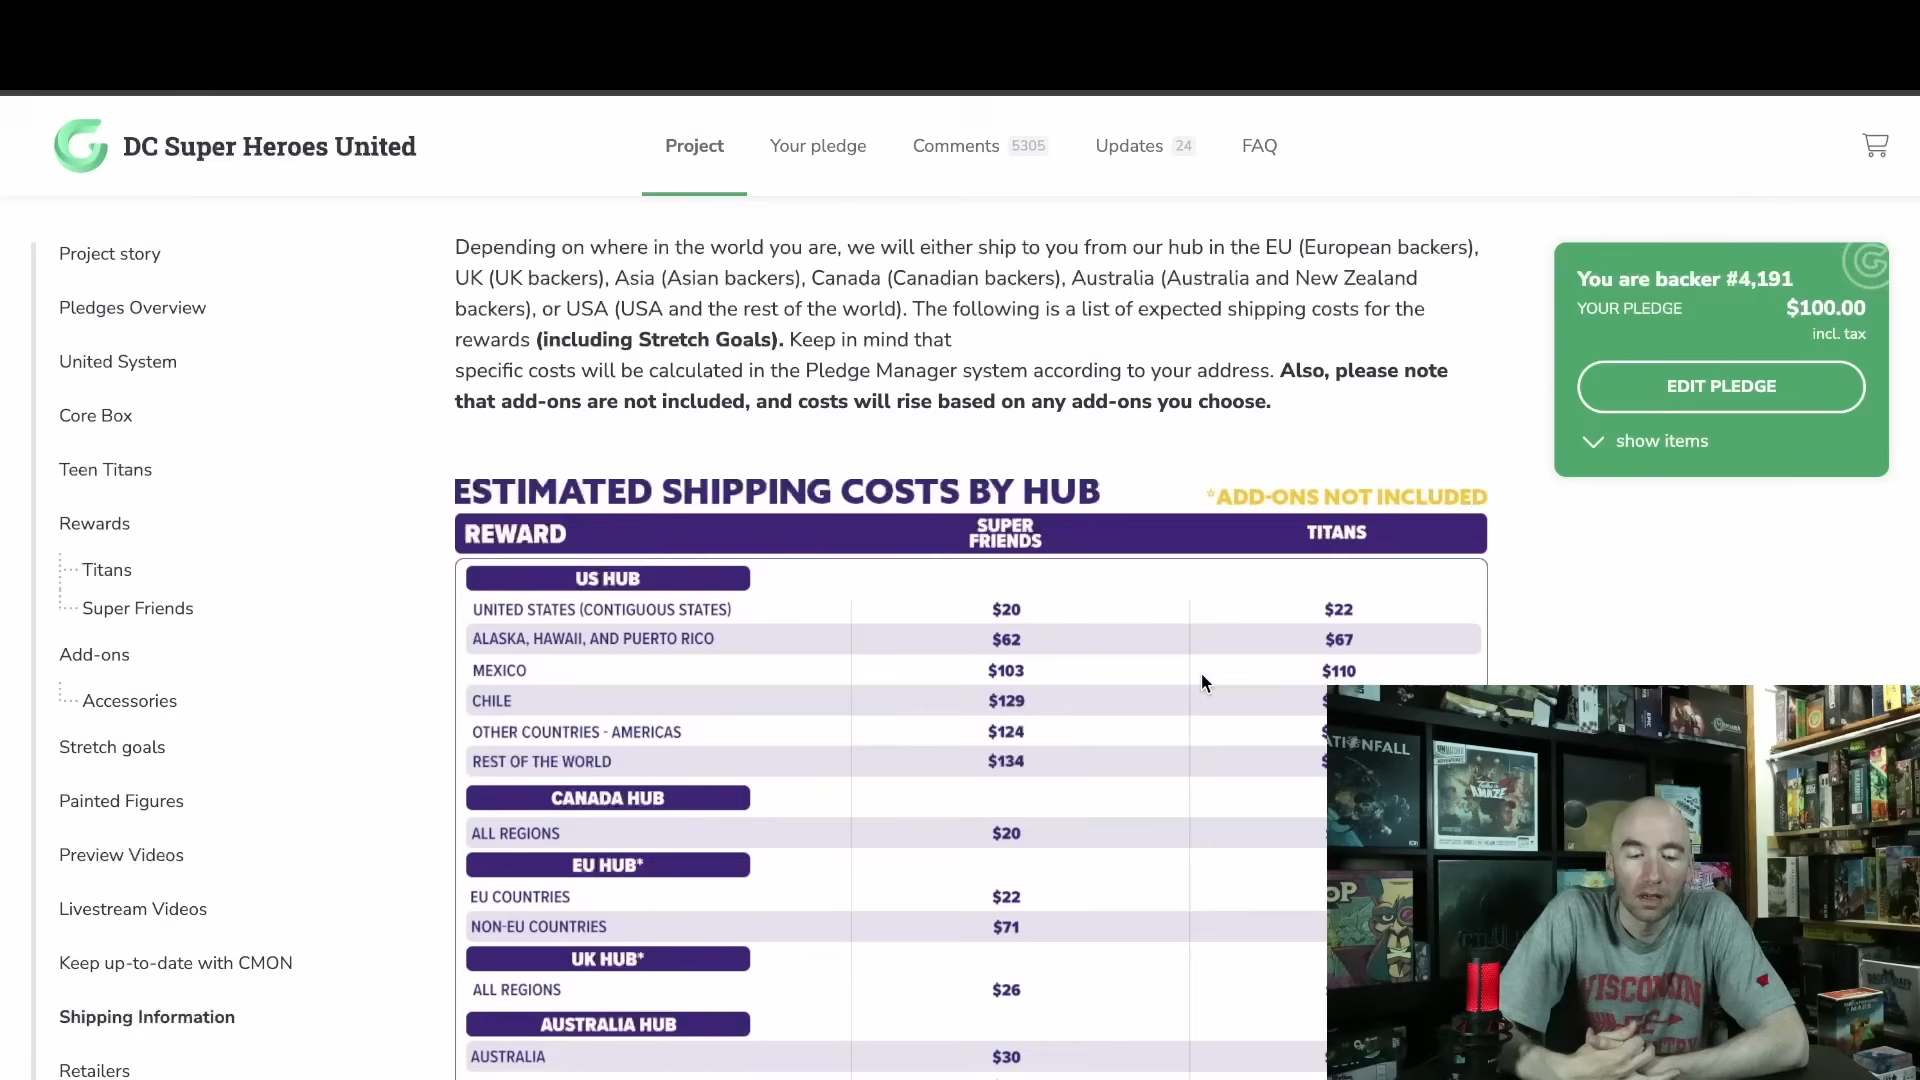 DC Super Heroes United
Project
Your pledge
Comments 5305
Updates 24
FAQ
Project story
Pledges Overview
United System
Core Box
Teen Titans
Rewards
Titans
Super Friends
Add-ons
Accessories
Stretch goals
Painted Figures
Preview Videos
Livestream Videos
Keep up-to-date with CMON
Shipping Information
Retailers
Depending on where in the world you are, we will either ship to you from our hub in the EU (European backers),
UK (UK backers), Asia (Asian backers), Canada (Canadian backers), Australia (Australia and New Zealand
backers), or USA (USA and the rest of the world). The following is a list of expected shipping costs for the
rewards (including Stretch Goals). Keep in mind that
specific costs will be calculated in the Pledge Manager system according to your address. Also, please note
that add-ons are not included, and costs will rise based on any add-ons you choose.
You are backer #4,191
YOUR PLEDGE $100.00
incl. tax
EDIT PLEDGE
show items
ESTIMATED SHIPPING COSTS BY HUB
*ADD-ONS NOT INCLUDED
REWARD SUPER FRIENDS TITANS
US HUB
UNITED STATES (CONTIGUOUS STATES) $20 $22
ALASKA, HAWAII, AND PUERTO RICO $62 $67
MEXICO $103 $110
CHILE $129
OTHER COUNTRIES - AMERICAS $124
REST OF THE WORLD $134
CANADA HUB
ALL REGIONS $20
EU HUB*
EU COUNTRIES $22
NON-EU COUNTRIES $71
UK HUB*
ALL REGIONS $26
AUSTRALIA HUB
AUSTRALIA $30
AMAZE
WISCONSIN